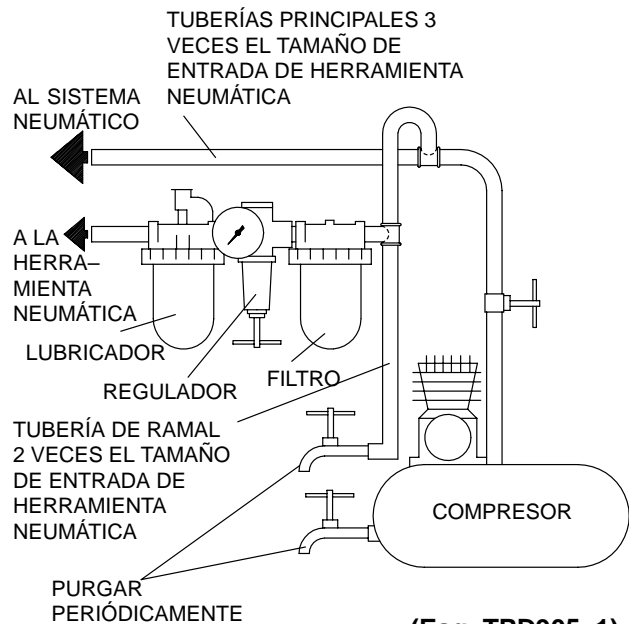 TUBERÍAS PRINCIPALES 3
VECES EL TAMAÑO DE
ENTRADA DE HERRAMIENTA
NEUMÁTICA
AL SISTEMA
NEUMÁTICO
A LA
HERRA–
MIENTA
NEUMÁTICA
LUBRICADOR
REGULADOR
FILTRO
TUBERÍA DE RAMAL
2 VECES EL TAMAÑO
DE ENTRADA DE
HERRAMIENTA
NEUMÁTICA
COMPRESOR
PURGAR
PERIÓDICAMENTE